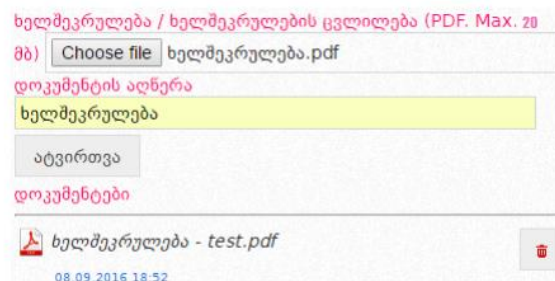 ხელშეკრულება / ხელშეკრულების ცვლილება (PDF. Max. 20
მბ) Choose file ხელშეკრულება.pdf
დოკუმენტის აღწერა
ხელშეკრულება
ატვირთვა
დოკუმენტები
ხელშეკრულება - test.pdf
08.09.2016 18:52